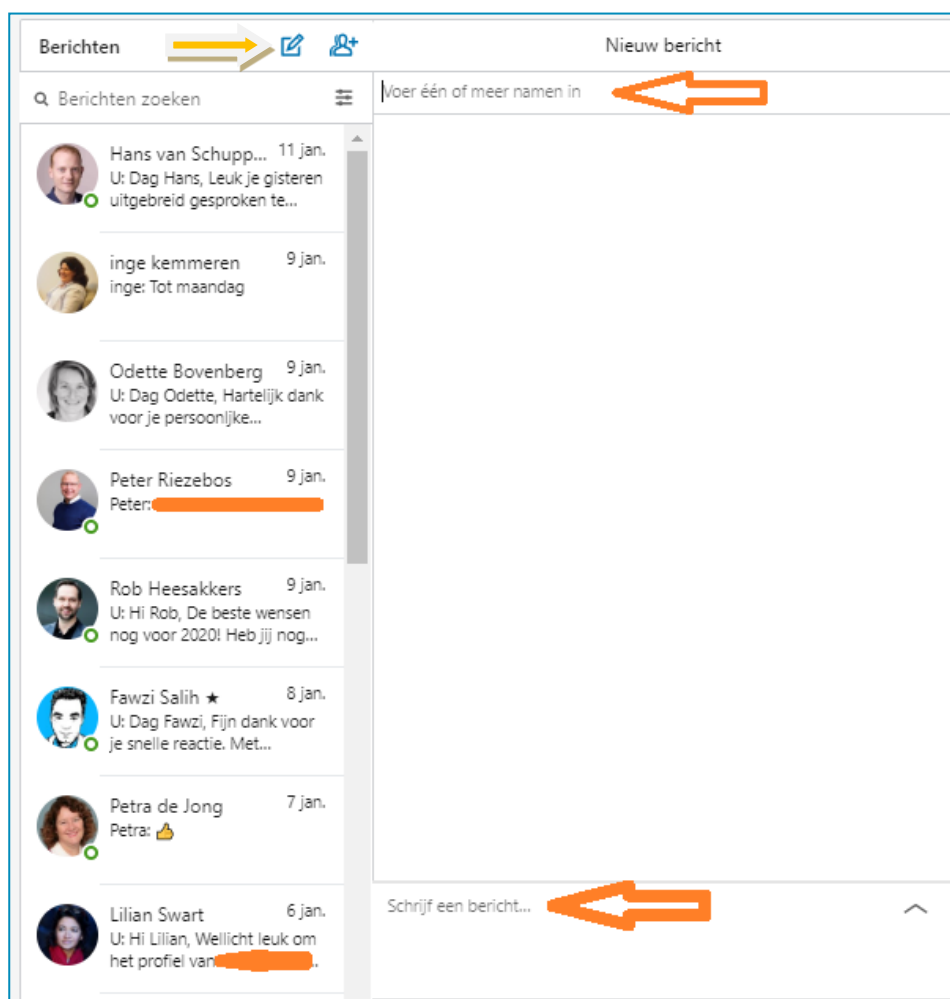 Berichten
Nieuw bericht
Berichten zoeken
Voer één of meer namen in
Hans van Schupp... 11 jan.
U: Dag Hans, Leuk je gisteren
uitgebreid gesproken te...
inge kemmeren 9 jan.
inge: Tot maandag
Odette Bovenberg 9 jan.
U: Dag Odette, Hartelijk dank
voor je persoonljke...
Peter Riezebos 9 jan.
Peter:
Rob Heesakkers 9 jan.
U: Hi Rob, De beste wensen
nog voor 2020! Heb jij nog...
Fawzi Salih ★ 8 jan.
U: Dag Fawzi, Fijn dank voor
je snelle reactie. Met...
Petra de Jong 7 jan.
Petra: 👍
Lilian Swart 6 jan.
U: Hi Lilian, Wellicht leuk om
het profiel van
Schrijf een bericht...